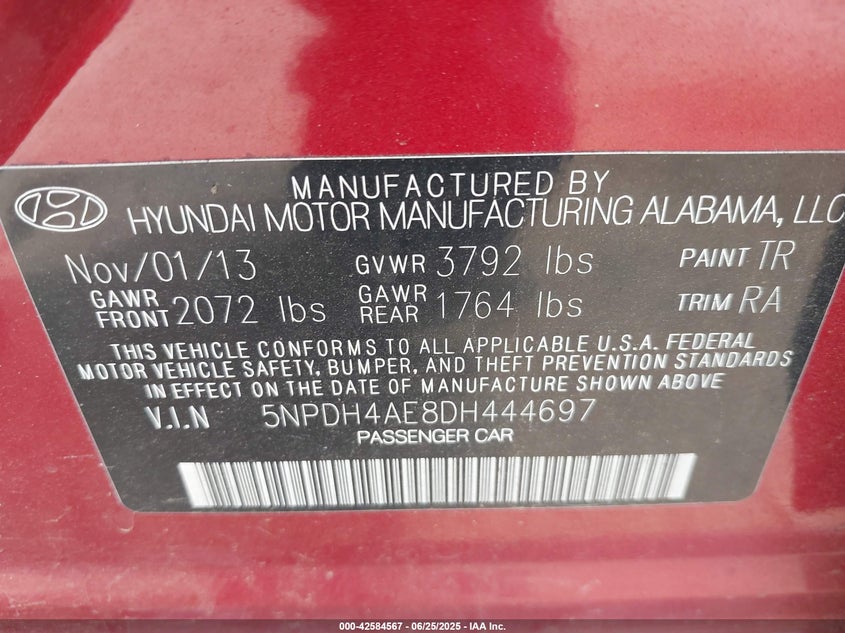 MANUFACTURED BY
HYUNDAI MOTOR MANUFACTURING ALABAMA, LLC
Nov/01/13 GVWR 3792 lbs PAINT TR
GAWR FRONT 2072 lbs GAWR REAR 1764 lbs TRIM RA
THIS VEHICLE CONFORMS TO ALL APPLICABLE U.S.A. FEDERAL
MOTOR VEHICLE SAFETY, BUMPER, AND THEFT PREVENTION STANDARDS
IN EFFECT ON THE DATE OF MANUFACTURE SHOWN ABOVE
V.I.N 5NPDH4AE8DH444697
PASSENGER CAR
000-42584567 - 06/25/2025 - IAA Inc.